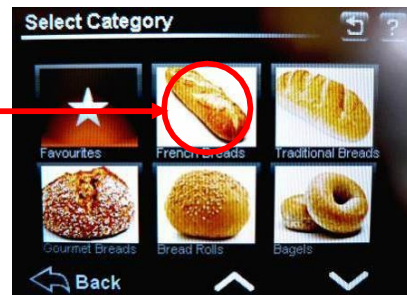 Select Category
?
Favourites
French Breads
Traditional Breads
Gourmet Breads
Bread Rolls
Bagels
Back